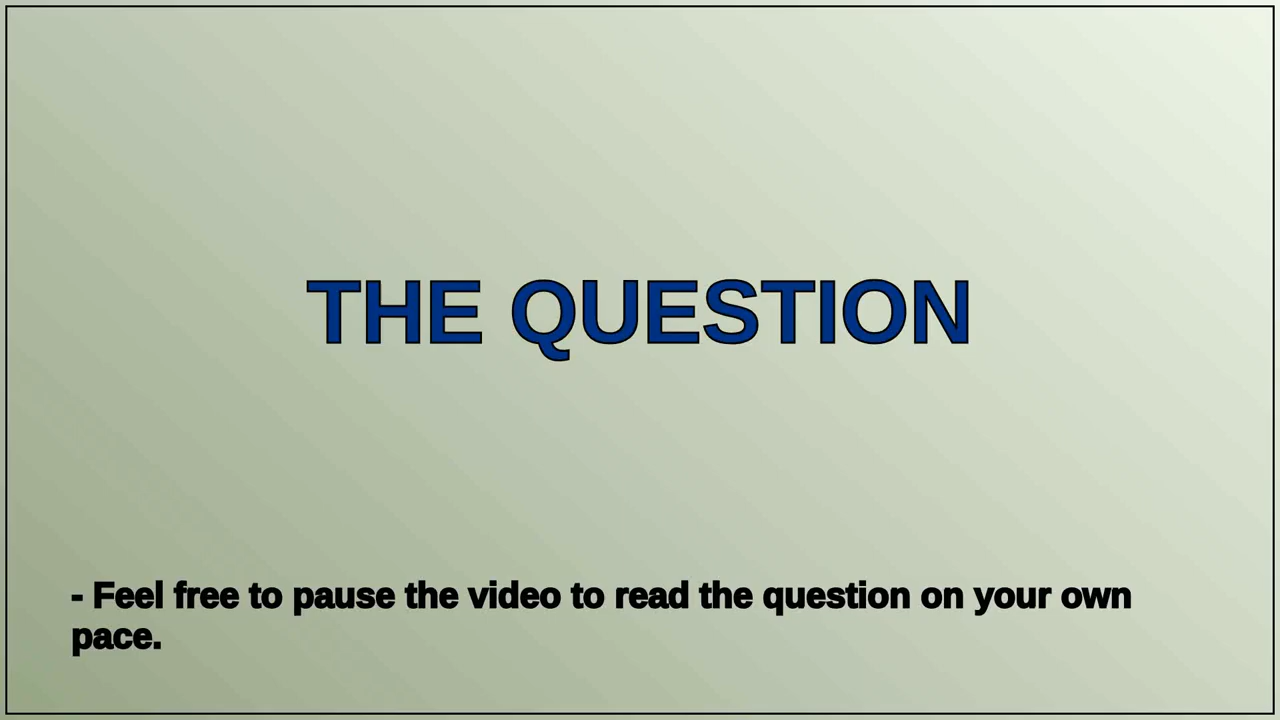 THE QUESTION
- Feel free to pause the video to read the question on your own
pace.